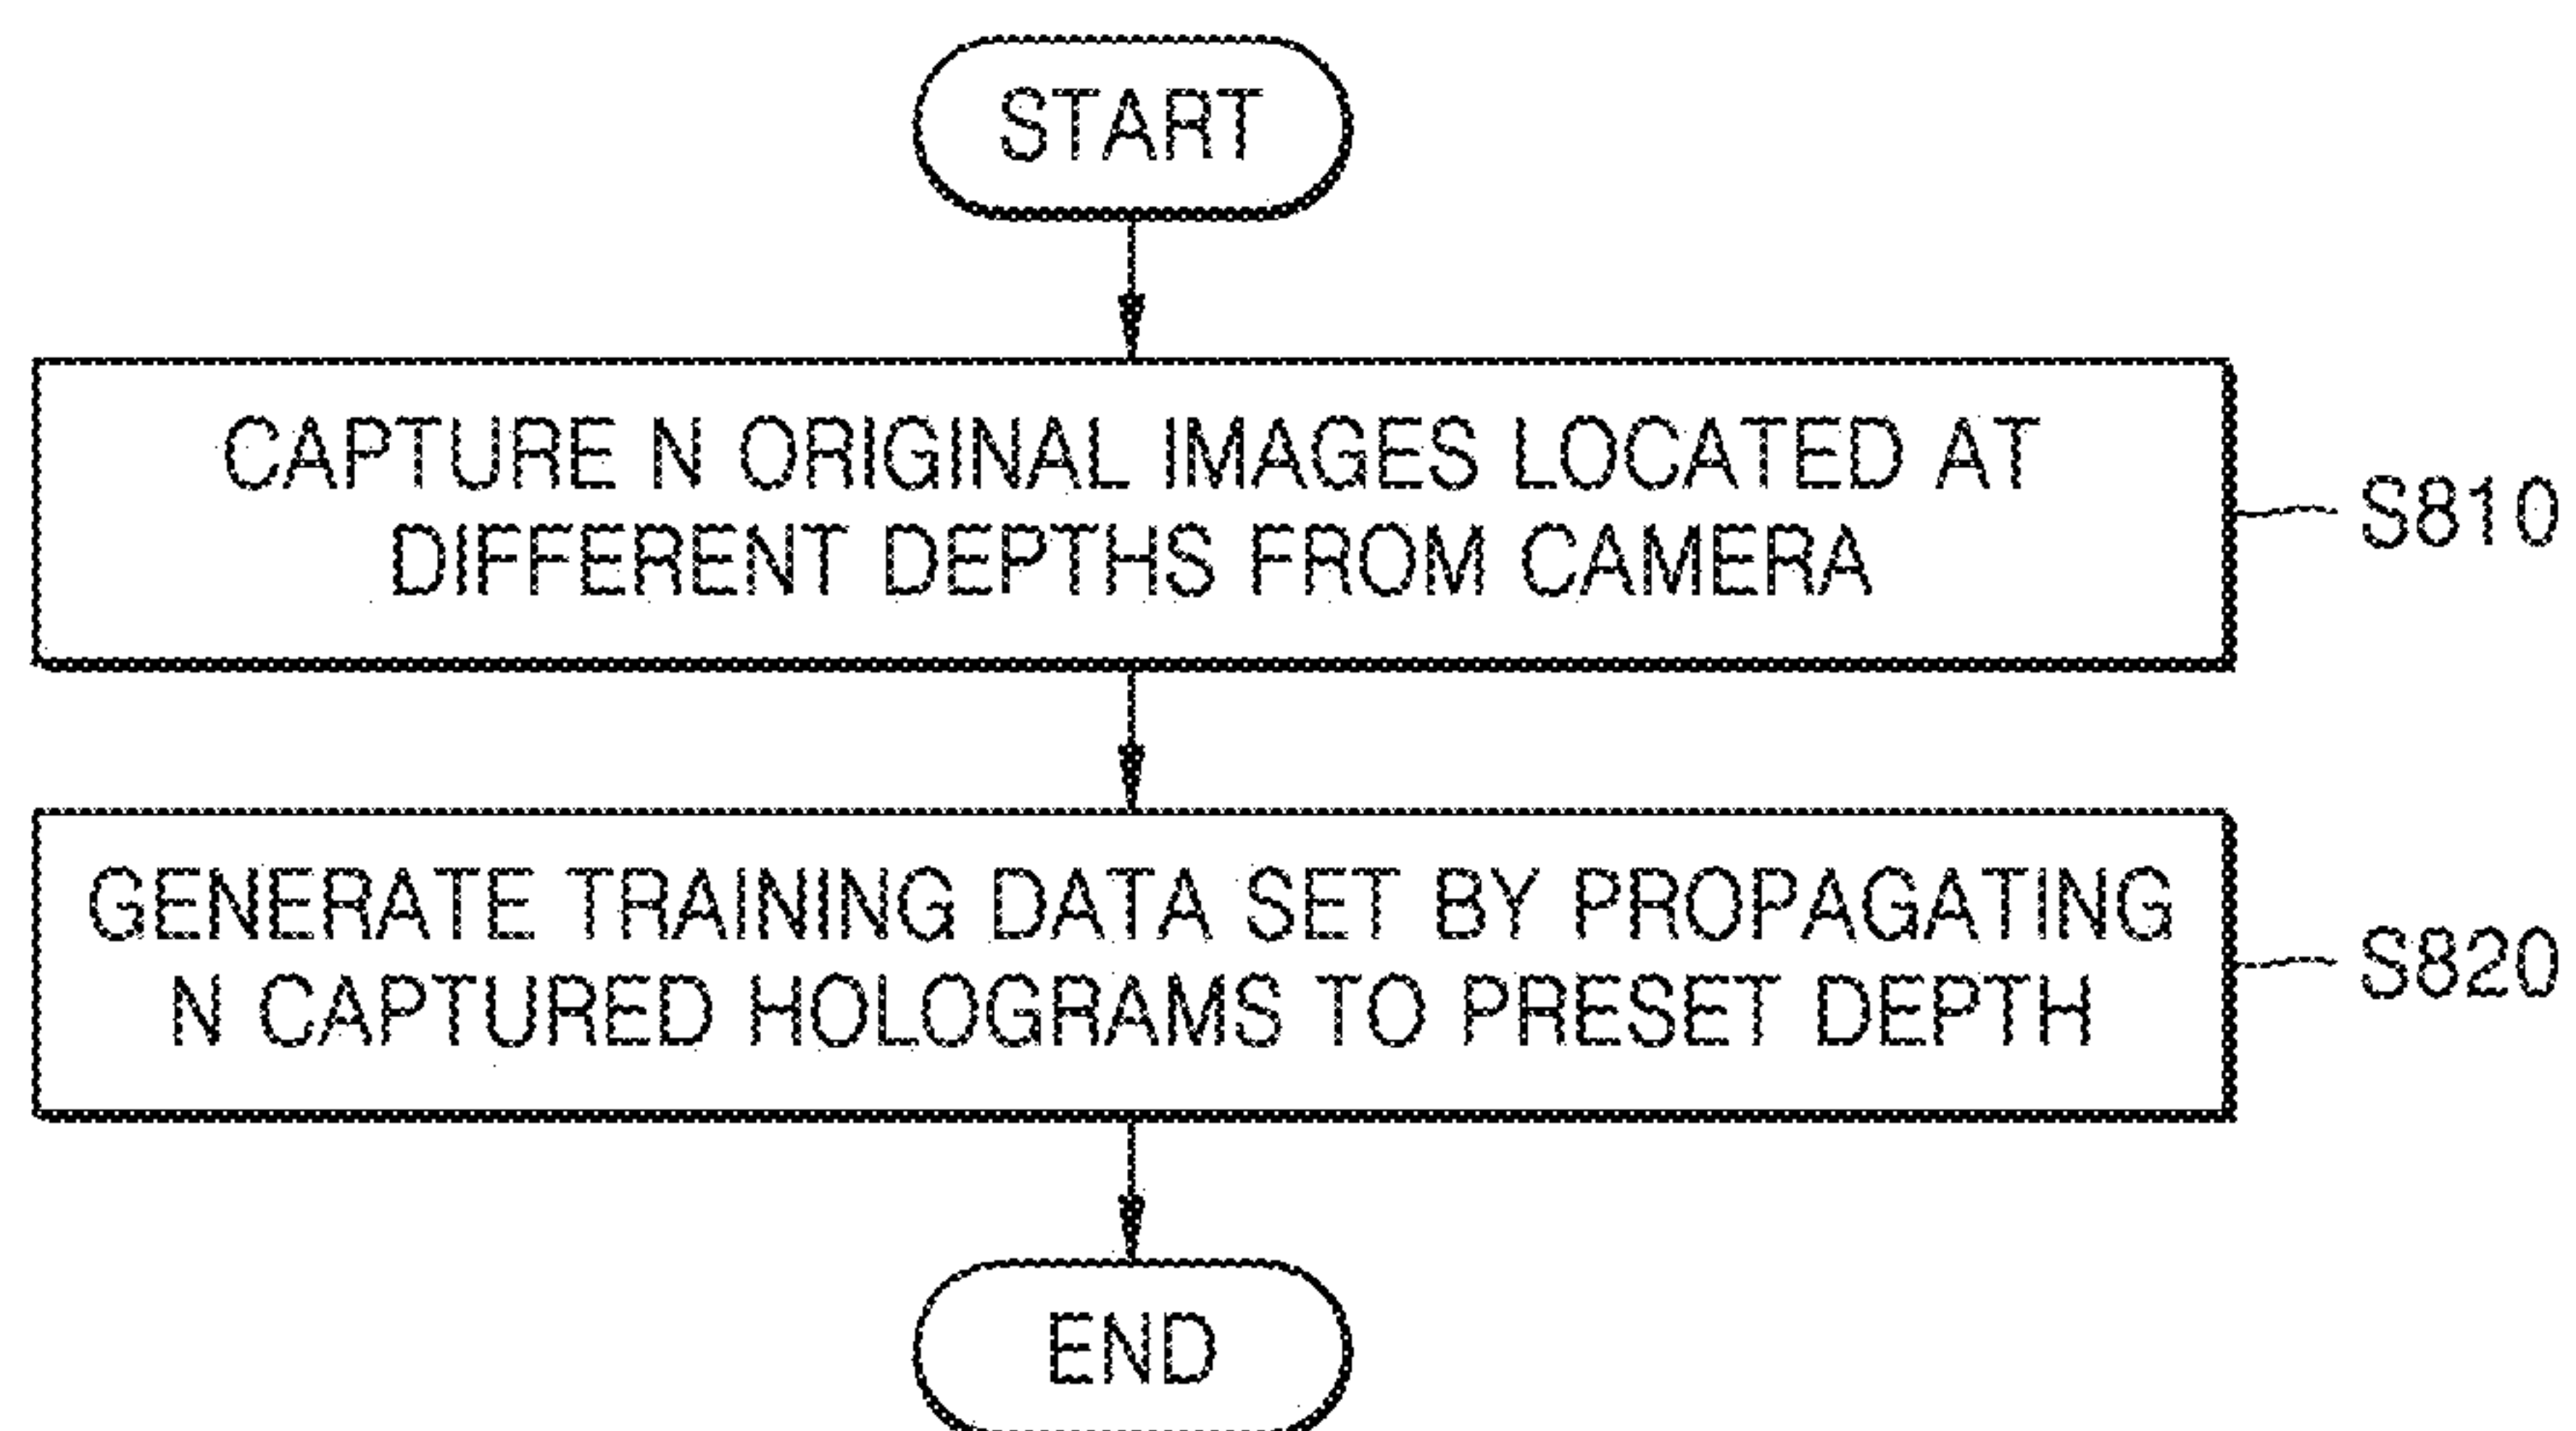 START
CAPTURE N ORIGINAL IMAGES LOCATED AT
DIFFERENT DEPTHS FROM CAMERA
S810
GENERATE TRAINING DATA SET BY PROPAGATING
N CAPTURED HOLOGRAMS TO PRESET DEPTH
S820
END